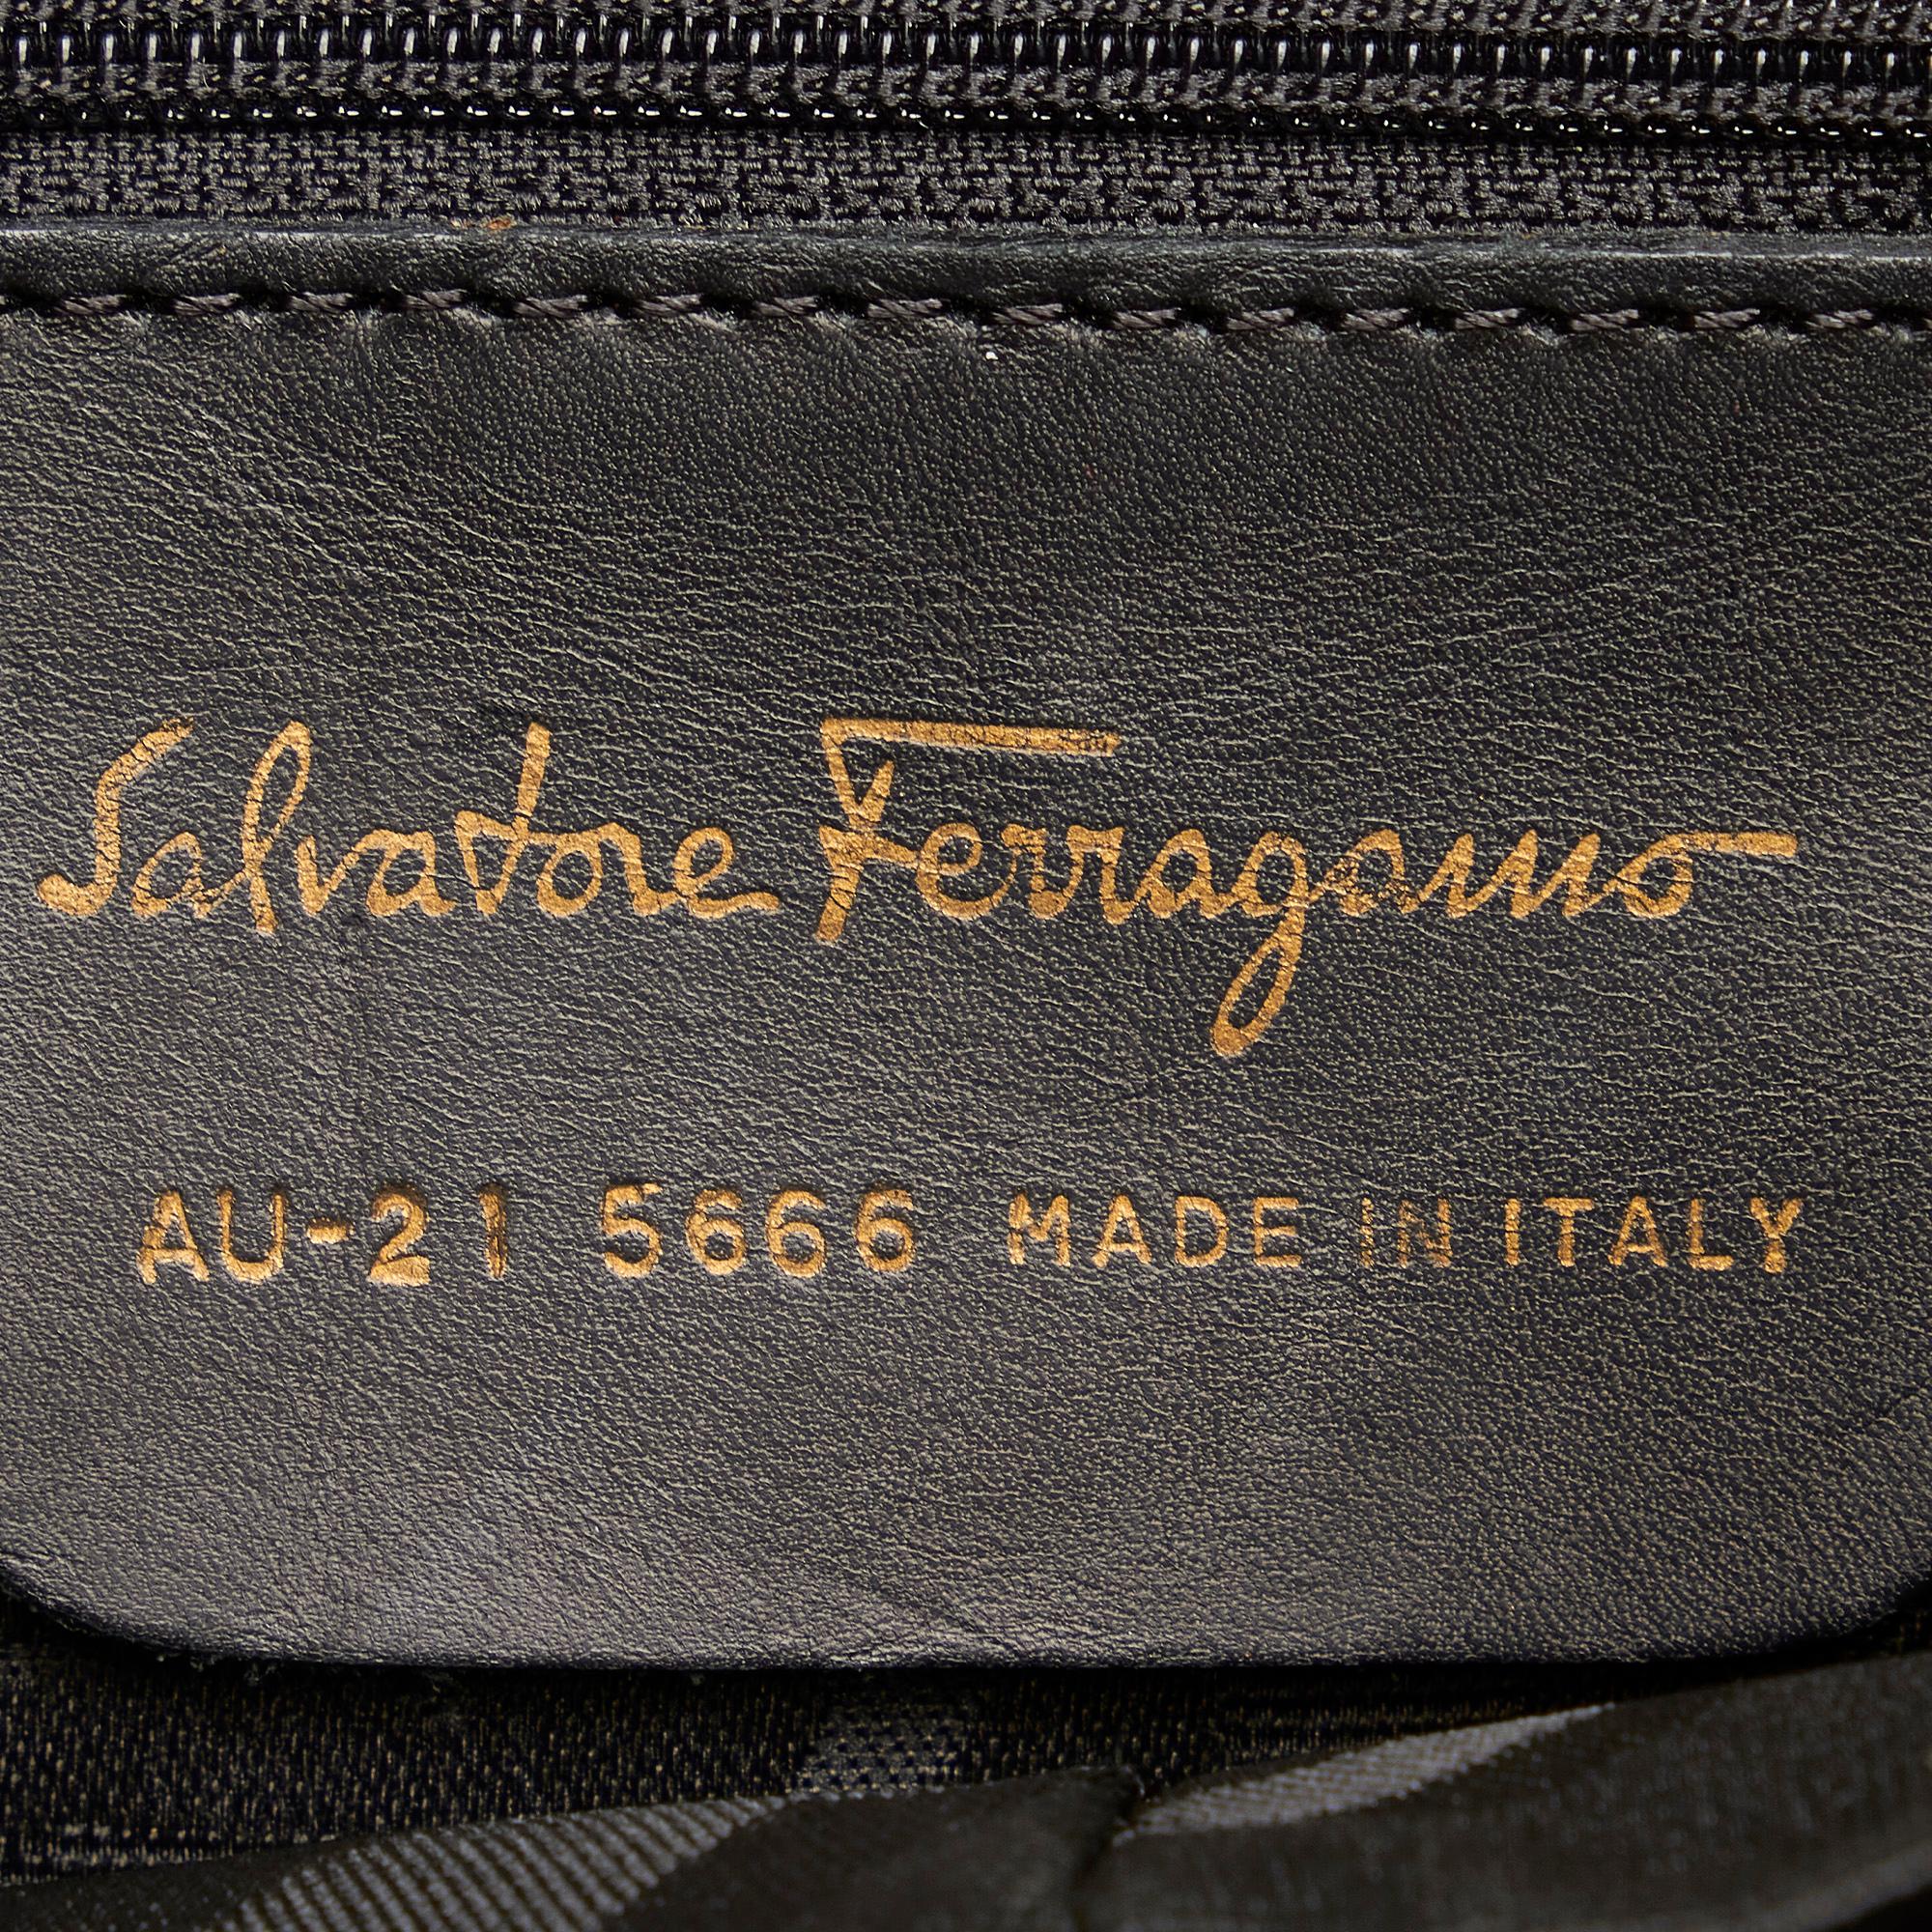 Salvatore Ferragamo
AU-21 5666 MADE IN ITALY